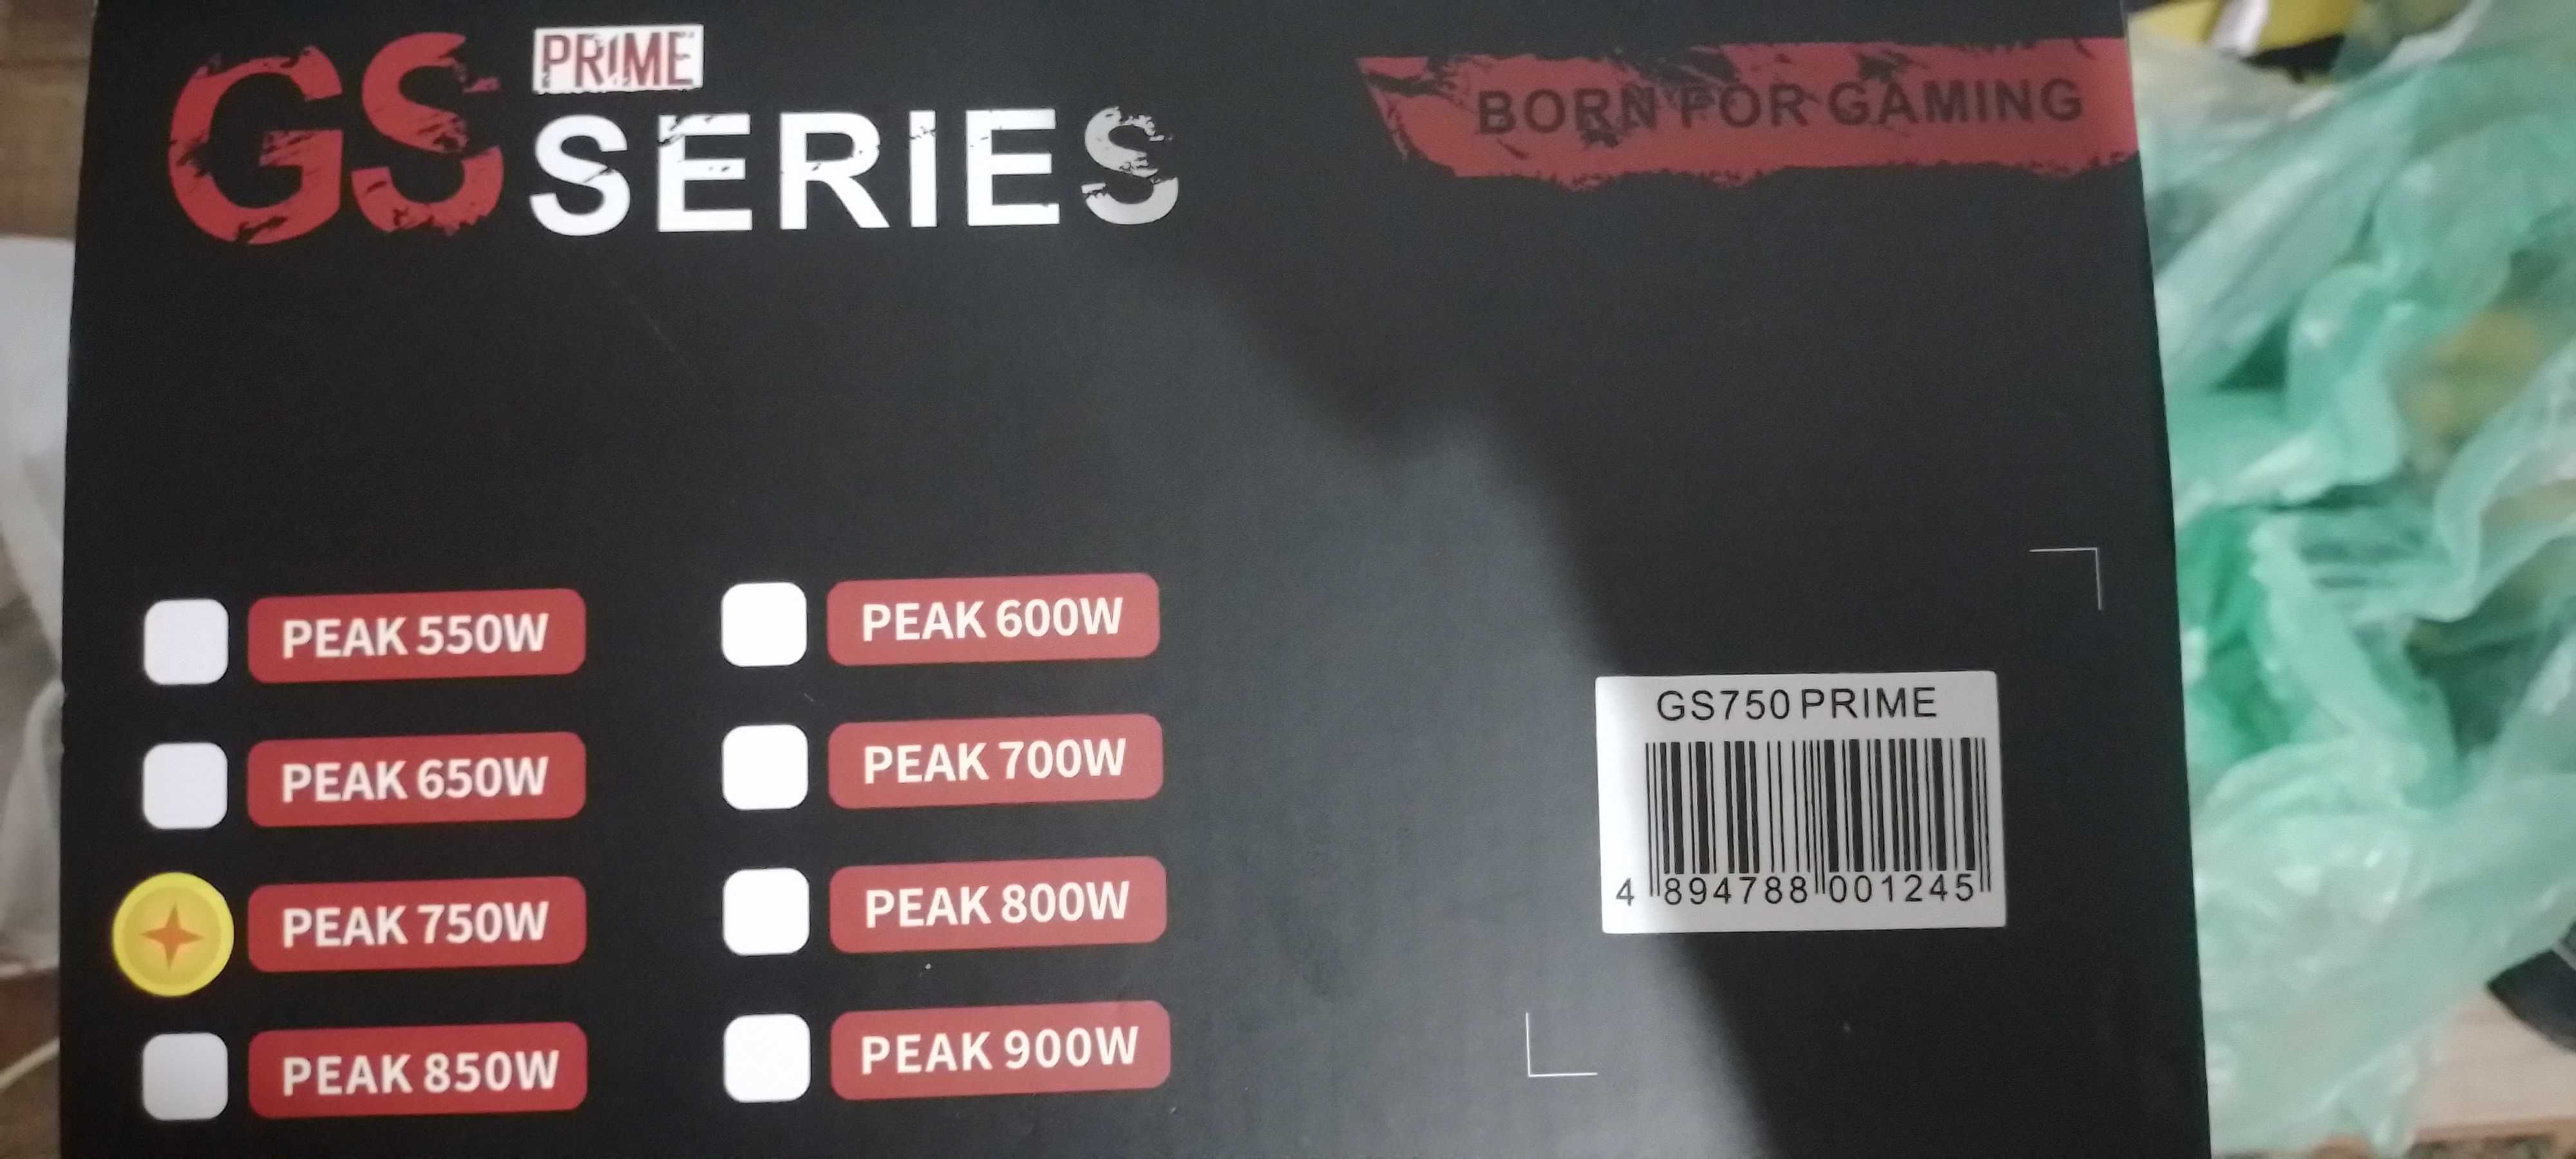 GS PRIME
SERIES
BORN FOR GAMING
PEAK 550W
PEAK 600W
PEAK 650W
PEAK 700W
PEAK 750W
PEAK 800W
PEAK 850W
PEAK 900W
GS750 PRIME
4 894788 001245